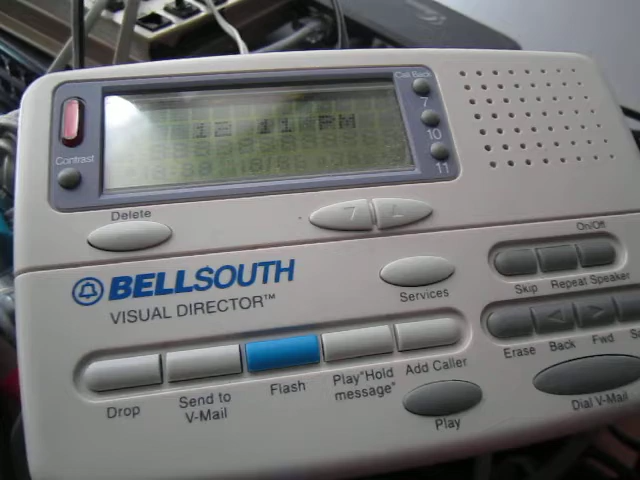 Call Back
7
10
11
12 11 PM
Contrast
Delete
On/Off
BELLSOUTH
VISUAL DIRECTOR™
Services
Skip Repeat Speaker
Erase Back Fwd
Drop
Send to
V-Mail
Flash
Play"Hold
message"
Add Caller
Play
Dial V-Mail